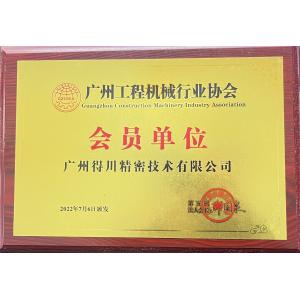 广州工程机械行业协会
Guangzhou Construction Machinery Industry Association
会员单位
广州得川精密技术有限公司
2022年7月6日颁发